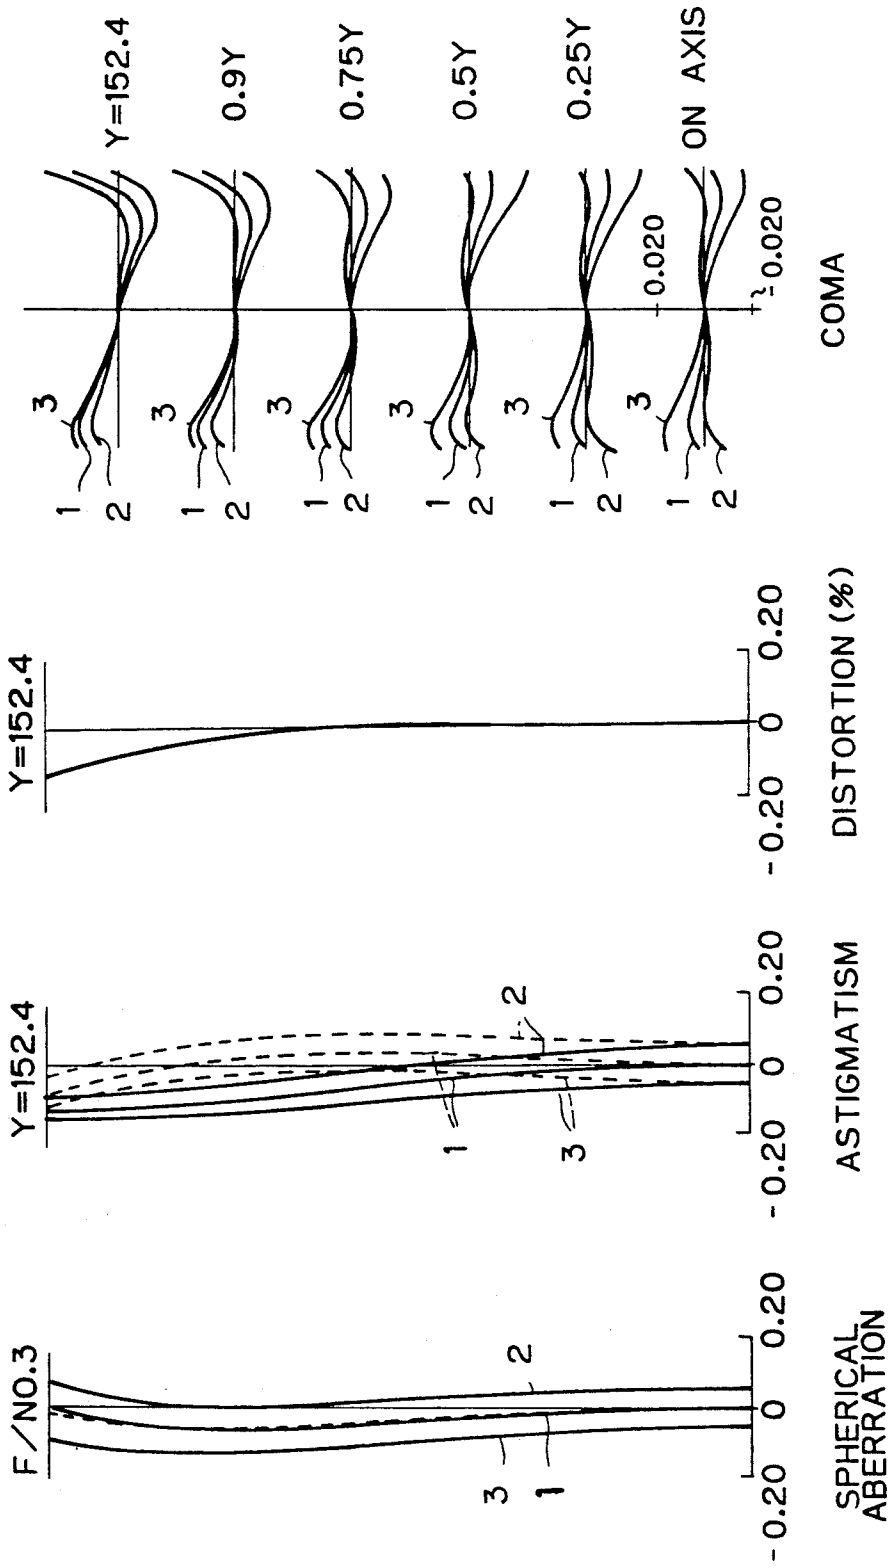 F/NO.3
2
3
1
-0.20
0
0.20
SPHERICAL
ABERRATION
Y=152.4
2
1
3
-0.20
0
0.20
ASTIGMATISM
Y=152.4
-0.20
0
0.20
DISTORTION (%)
3
1
2
Y=152.4
3
1
2
0.9Y
3
1
2
0.75Y
3
1
2
0.5Y
3
1
2
0.25Y
0.020
3
1
2
ON AXIS
-0.020
COMA